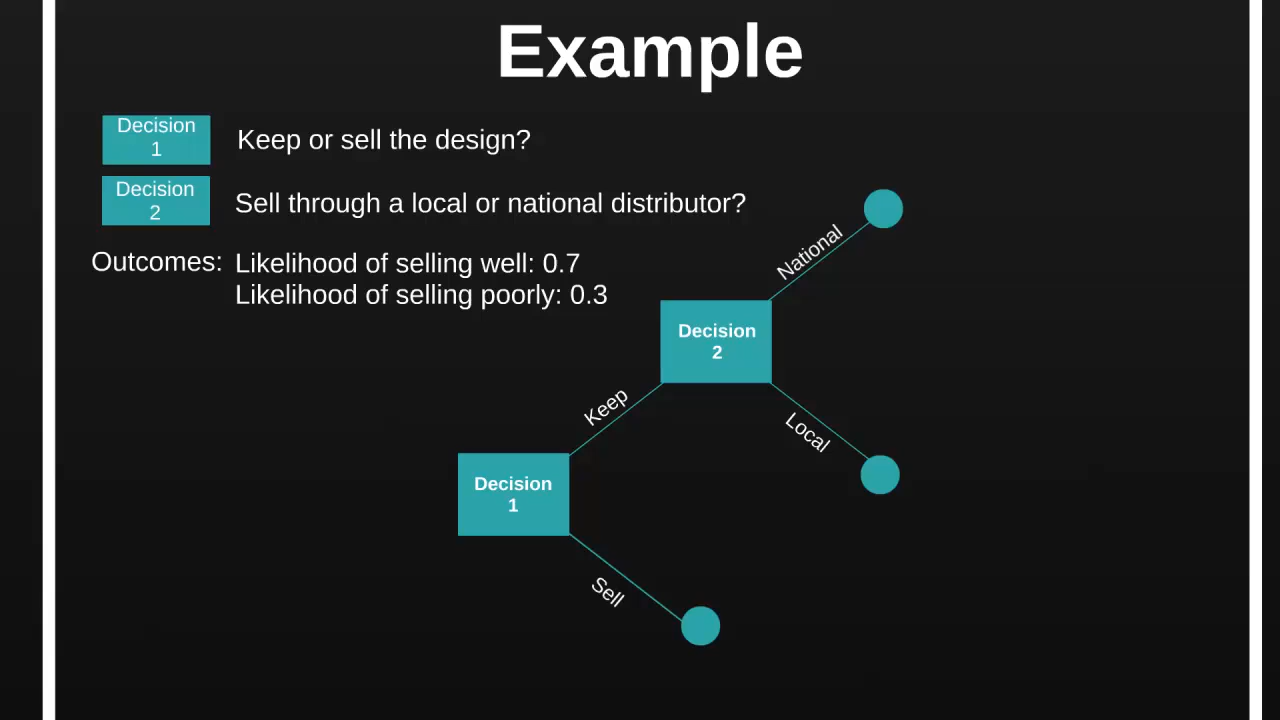 Example
Decision
1
Keep or sell the design?
Decision
2
Sell through a local or national distributor?
Outcomes:
Likelihood of selling well: 0.7
Likelihood of selling poorly: 0.3
National
Decision
2
Keep
Local
Decision
1
Sell